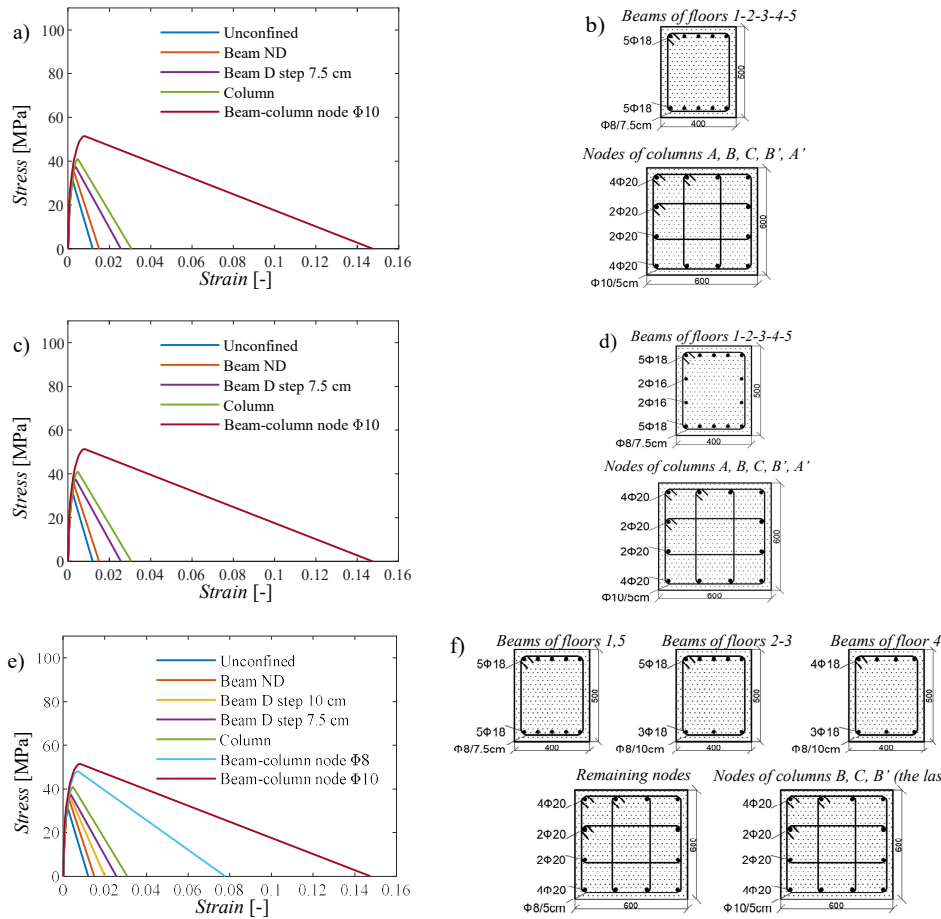 a)
100
80
60
40
20
0
Stress [MPa]
Unconfined
Beam ND
Beam D step 7.5 cm
Column
Beam-column node Φ10
0 0.02 0.04 0.06 0.08 0.1 0.12 0.14 0.16
Strain [-]
b)
Beams of floors 1-2-3-4-5
5Φ18
5Φ18
Φ8/7.5cm
400
500
Nodes of columns A, B, C, B’, A’
4Φ20
2Φ20
2Φ20
4Φ20
Φ10/5cm
600
600
c)
100
80
60
40
20
0
Stress [MPa]
Unconfined
Beam ND
Beam D step 7.5 cm
Column
Beam-column node Φ10
0 0.02 0.04 0.06 0.08 0.1 0.12 0.14 0.16
Strain [-]
d)
Beams of floors 1-2-3-4-5
5Φ18
2Φ16
2Φ16
5Φ18
Φ8/7.5cm
400
500
Nodes of columns A, B, C, B’, A’
4Φ20
2Φ20
2Φ20
4Φ20
Φ10/5cm
600
600
e)
100
80
60
40
20
0
Stress [MPa]
Unconfined
Beam ND
Beam D step 10 cm
Beam D step 7.5 cm
Column
Beam-column node Φ8
Beam-column node Φ10
0 0.02 0.04 0.06 0.08 0.1 0.12 0.14 0.16
Strain [-]
f)
Beams of floors 1,5
5Φ18
5Φ18
Φ8/7.5cm
400
500
Beams of floors 2-3
5Φ18
3Φ18
Φ8/10cm
400
500
Beams of floor 4
4Φ18
3Φ18
Φ8/10cm
400
500
Remaining nodes
4Φ20
2Φ20
2Φ20
4Φ20
Φ8/5cm
600
600
Nodes of columns B, C, B’ (the las
4Φ20
2Φ20
2Φ20
4Φ20
Φ10/5cm
600
600